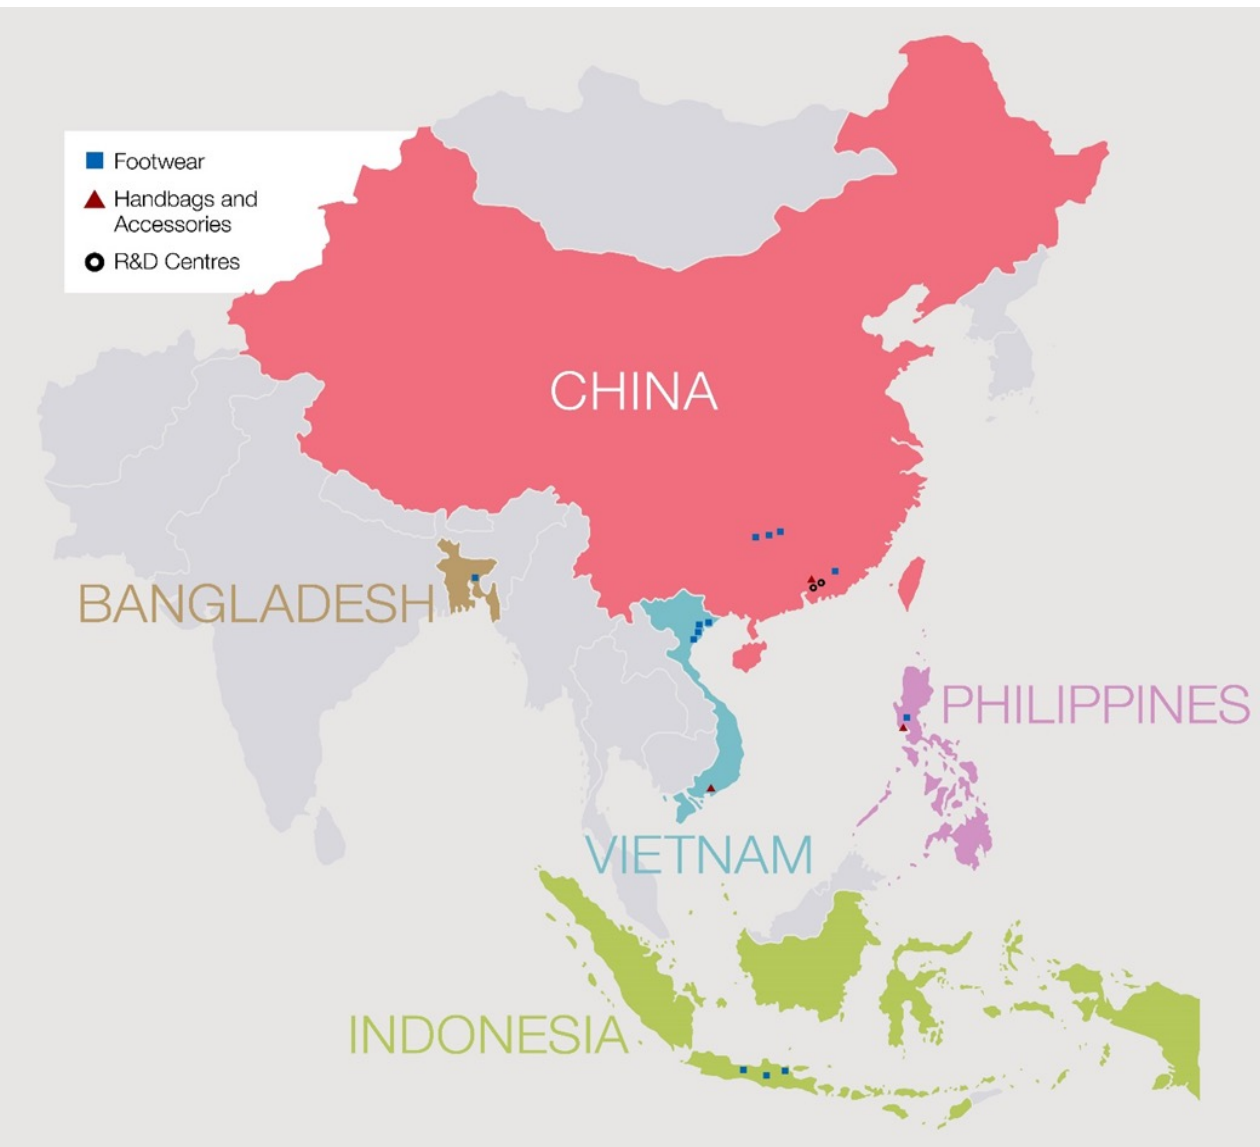 Footwear
Handbags and
Accessories
R&D Centres
CHINA
BANGLADESH
PHILIPPINES
VIETNAM
INDONESIA